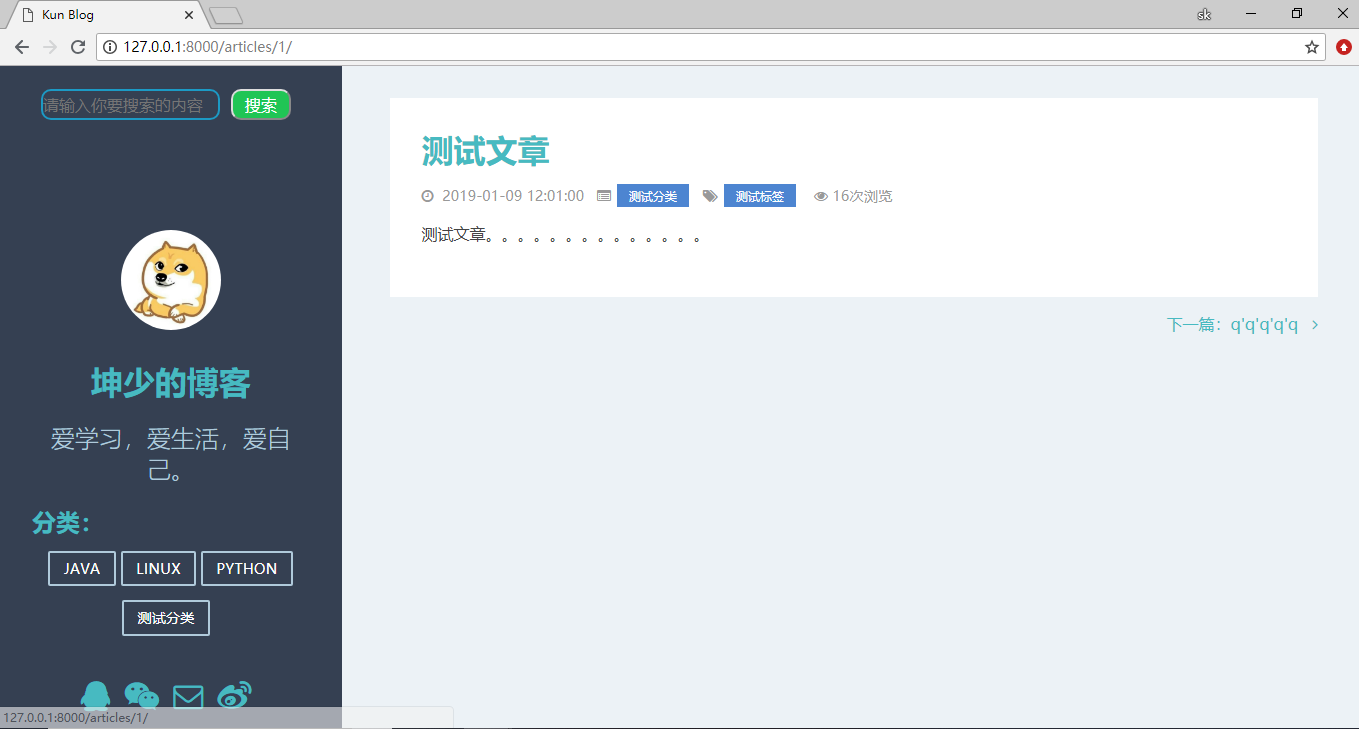 Kun Blog
sk
127.0.0.1:8000/articles/1/
请输入你要搜索的内容 搜索
坤少的博客
爱学习，爱生活，爱自
己。
分类：
JAVA LINUX PYTHON
测试分类
测试文章
2019-01-09 12:01:00 测试分类 测试标签 16次浏览
测试文章。。。。。。。。。。。。。。
下一篇：q'q'q'q'q
127.0.0.1:8000/articles/1/